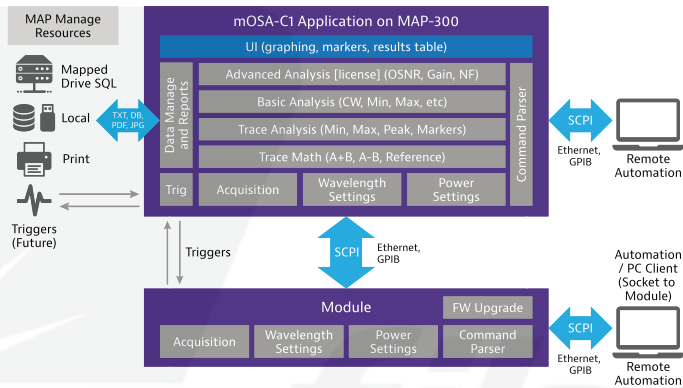 MAP Manage
Resources
Mapped
Drive SQL
Local
Print
Triggers
(Future)
TXT, DB,
PDF, JPG
mOSA-C1 Application on MAP-300
UI (graphing, markers, results table)
Data Manage
and Reports
Advanced Analysis [license] (OSNR, Gain, NF)
Basic Analysis (CW, Min, Max, etc)
Trace Analysis (Min, Max, Peak, Markers)
Trace Math (A+B, A-B, Reference)
Command Parser
Trig
Acquisition
Wavelength
Settings
Power
Settings
SCPI
Ethernet,
GPIB
Remote
Automation
Triggers
SCPI
Ethernet,
GPIB
Module
FW Upgrade
Acquisition
Wavelength
Settings
Power
Settings
Command
Parser
Automation
/ PC Client
(Socket to
Module)
SCPI
Ethernet,
GPIB
Remote
Automation